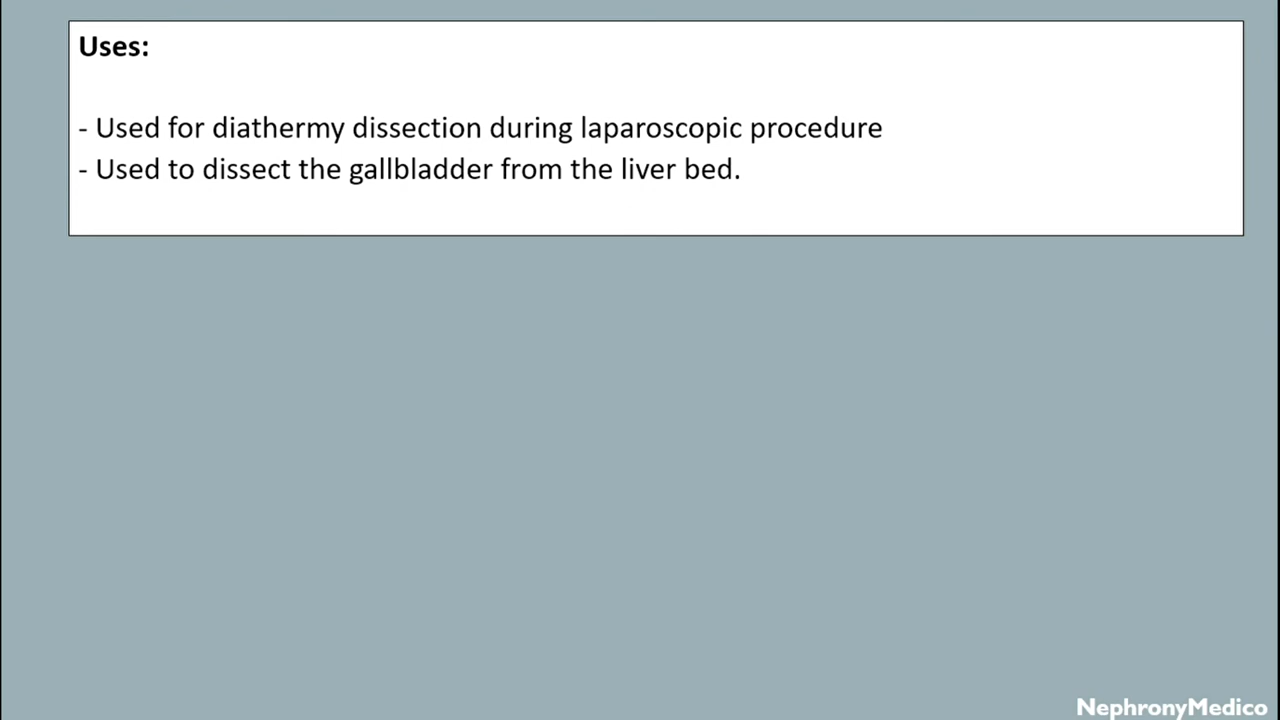 Uses:
- Used for diathermy dissection during laparoscopic procedure
- Used to dissect the gallbladder from the liver bed.
NephronyMedico